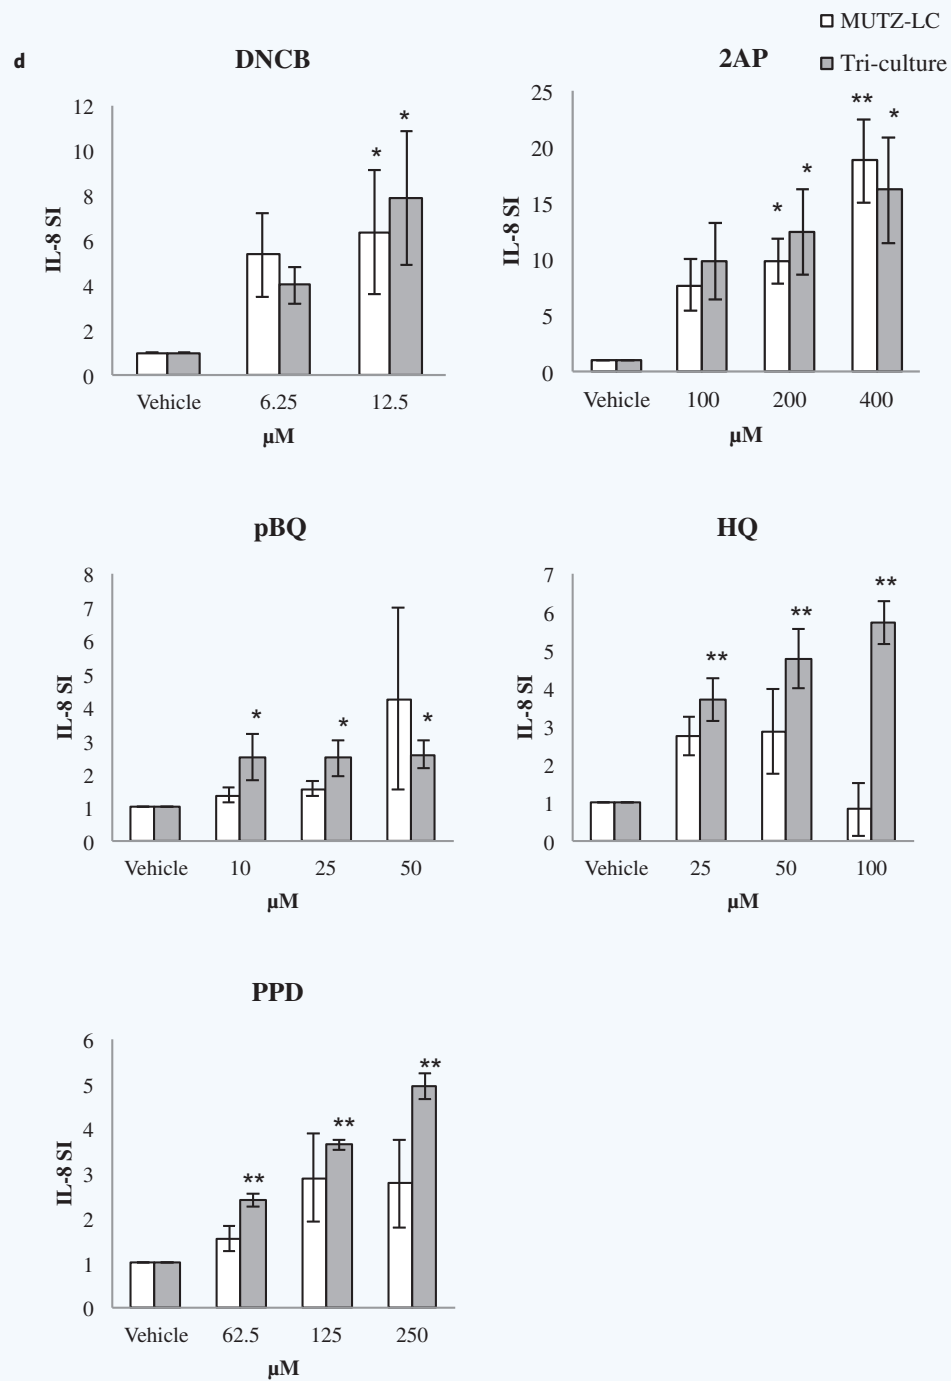 MUTZ-LC
Tri-culture
d
DNCB
IL-8 SI
12
10
8
6
4
2
0
* *
Vehicle 6.25 12.5
µM
2AP
IL-8 SI
25
20
15
10
5
0
* * ** *
Vehicle 100 200 400
µM
pBQ
IL-8 SI
8
7
6
5
4
3
2
1
0
* * *
Vehicle 10 25 50
µM
HQ
IL-8 SI
7
6
5
4
3
2
1
0
** ** **
Vehicle 25 50 100
µM
PPD
IL-8 SI
6
5
4
3
2
1
0
** ** **
Vehicle 62.5 125 250
µM